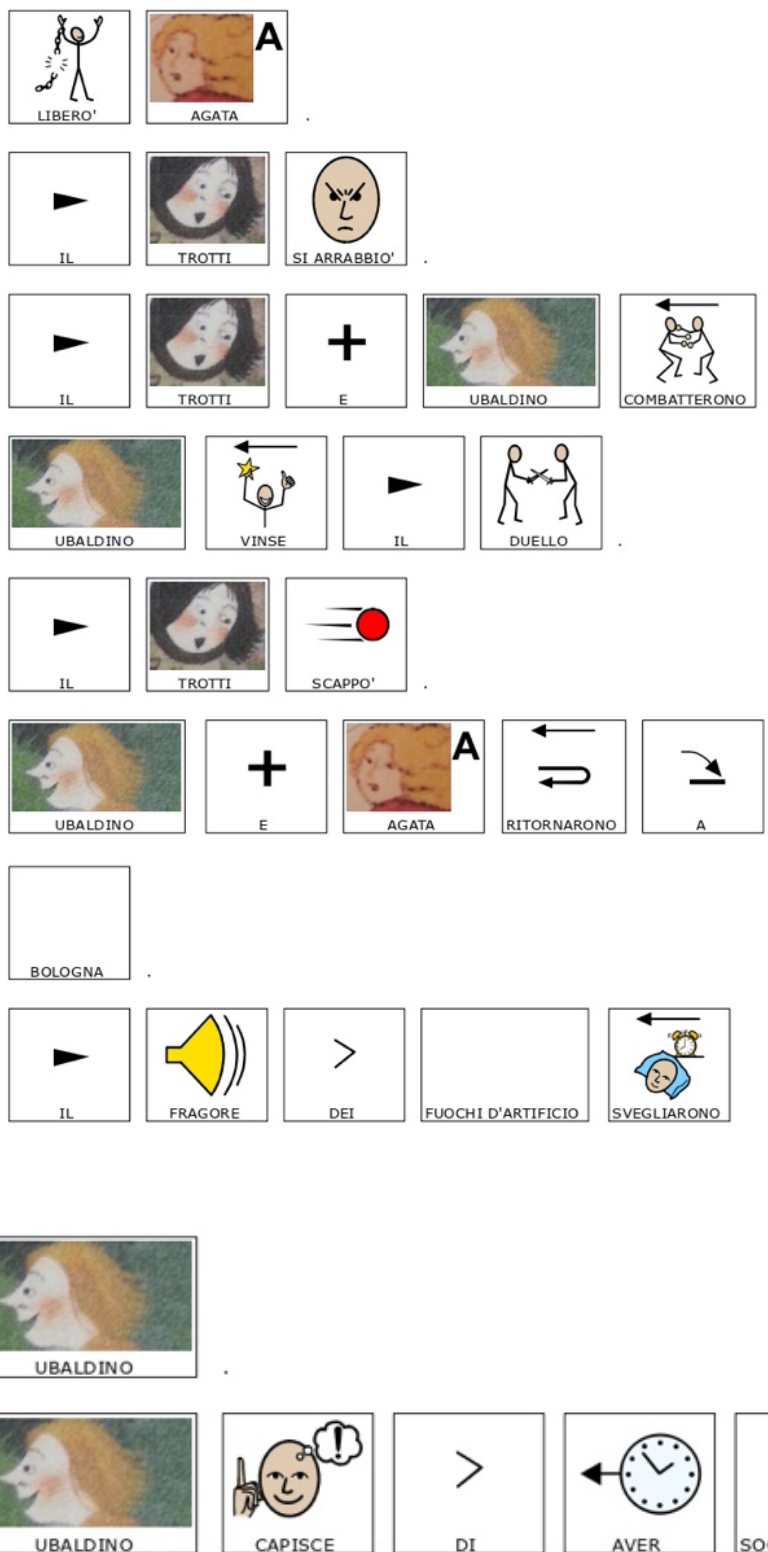 LIBERO' AGATA A .
IL TROTTI SI ARRABBIO' .
IL TROTTI E UBALDINO COMBATTERONO
UBALDINO VINSE IL DUELLO .
IL TROTTI SCAPPO' .
UBALDINO E AGATA A RITORNARONO A
BOLOGNA .
IL FRAGORE DEI FUOCHI D'ARTIFICIO SVEGLIARONO
UBALDINO .
UBALDINO CAPISCE DI AVER